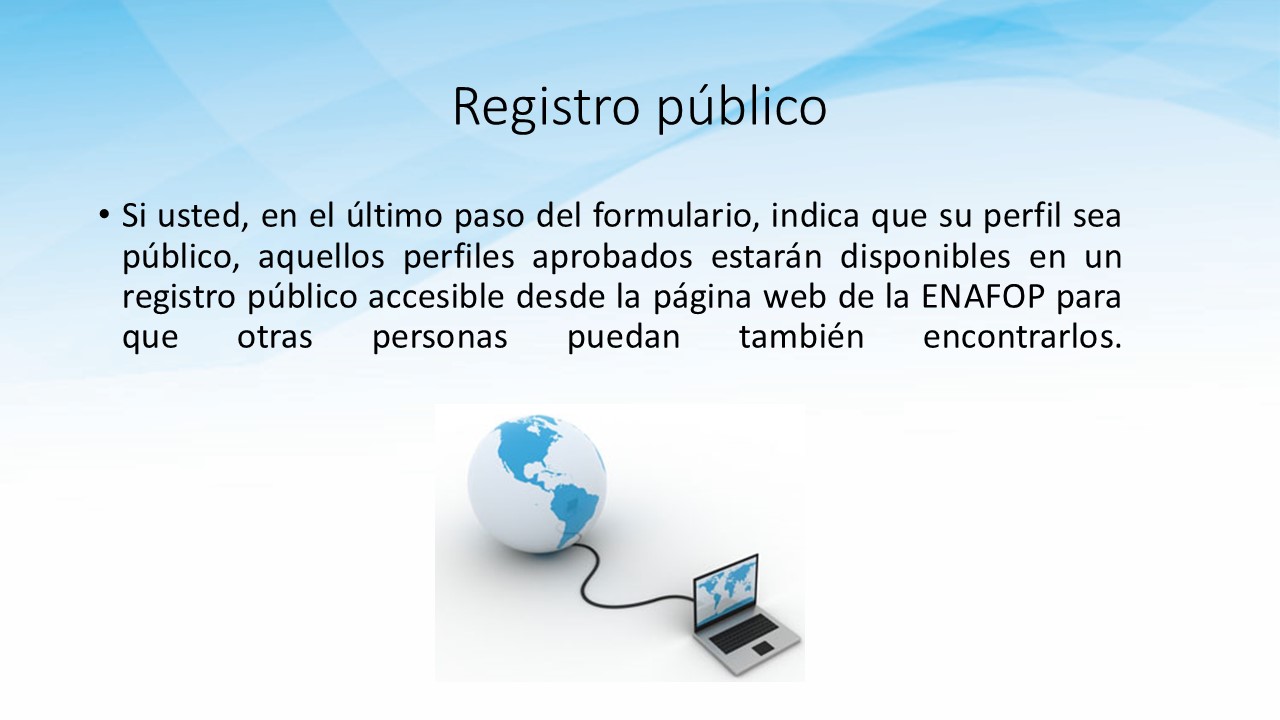 Registro público
• Si usted, en el último paso del formulario, indica que su perfil sea
público, aquellos perfiles aprobados estarán disponibles en un
registro público accesible desde la página web de la ENAFOP para
que otras personas puedan también encontrarlos.